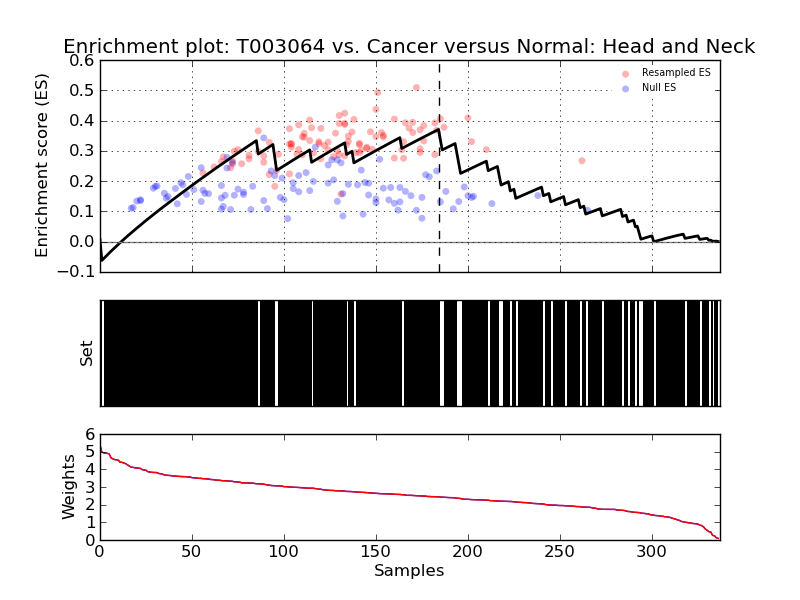 Enrichment plot: T003064 vs. Cancer versus Normal: Head and Neck
Enrichment score (ES)
0.6
0.5
0.4
0.3
0.2
0.1
0.0
−0.1
Resampled ES
Null ES
Set
Weights
6
5
4
3
2
1
0
0 50 100 150 200 250 300
Samples